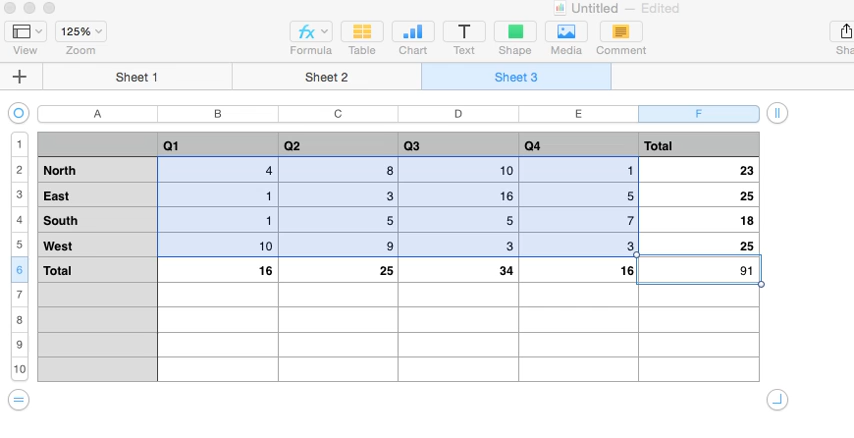 Untitled — Edited
View 125% Zoom fx Formula Table Chart T Text Shape Media Comment Sha
+ Sheet 1 Sheet 2 Sheet 3
A B C D E F
1 Q1 Q2 Q3 Q4 Total
2 North 4 8 10 1 23
3 East 1 3 16 5 25
4 South 1 5 5 7 18
5 West 10 9 3 3 25
6 Total 16 25 34 16 91
7
8
9
10